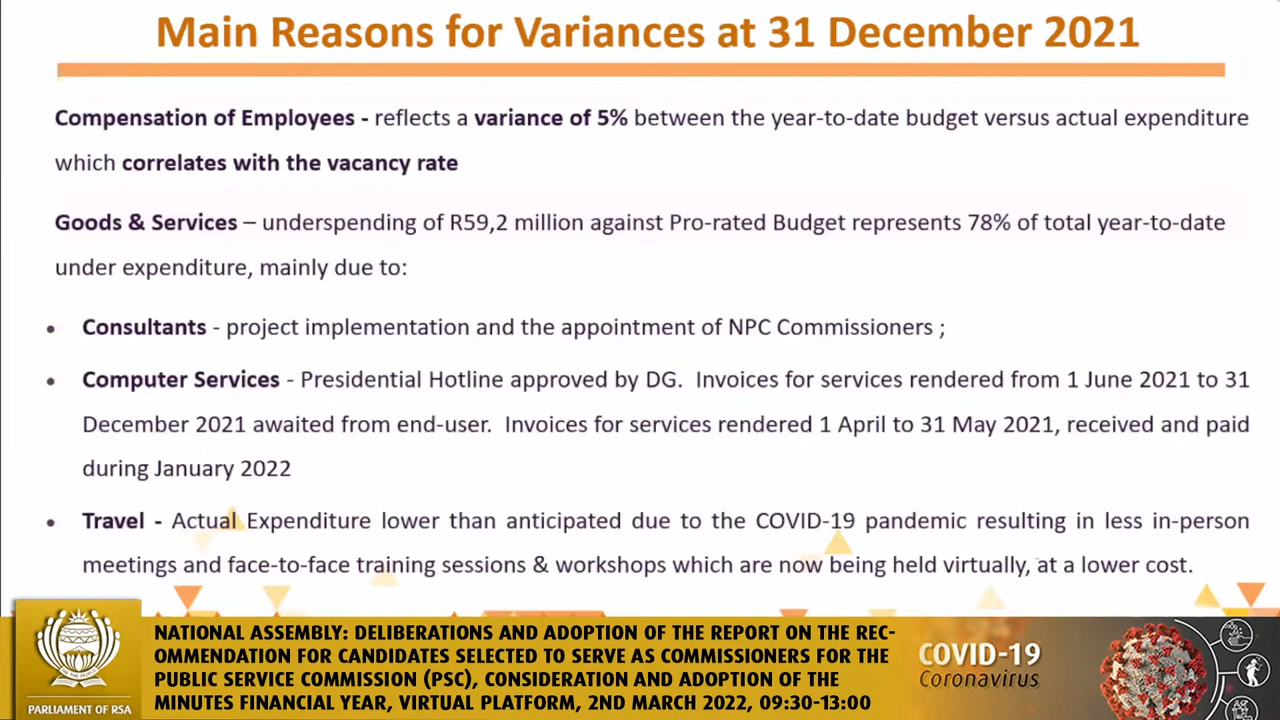 Main Reasons for Variances at 31 December 2021
Compensation of Employees - reflects a variance of 5% between the year-to-date budget versus actual expenditure
which correlates with the vacancy rate
Goods & Services – underspending of R59,2 million against Pro-rated Budget represents 78% of total year-to-date
under expenditure, mainly due to:
• Consultants - project implementation and the appointment of NPC Commissioners ;
• Computer Services - Presidential Hotline approved by DG. Invoices for services rendered from 1 June 2021 to 31
December 2021 awaited from end-user. Invoices for services rendered 1 April to 31 May 2021, received and paid
during January 2022
• Travel - Actual Expenditure lower than anticipated due to the COVID-19 pandemic resulting in less in-person
meetings and face-to-face training sessions & workshops which are now being held virtually, at a lower cost.
PARLIAMENT OF RSA
NATIONAL ASSEMBLY: DELIBERATIONS AND ADOPTION OF THE REPORT ON THE REC-
OMMENDATION FOR CANDIDATES SELECTED TO SERVE AS COMMISSIONERS FOR THE
PUBLIC SERVICE COMMISSION (PSC), CONSIDERATION AND ADOPTION OF THE
MINUTES FINANCIAL YEAR, VIRTUAL PLATFORM, 2ND MARCH 2022, 09:30-13:00
COVID-19
Coronavirus